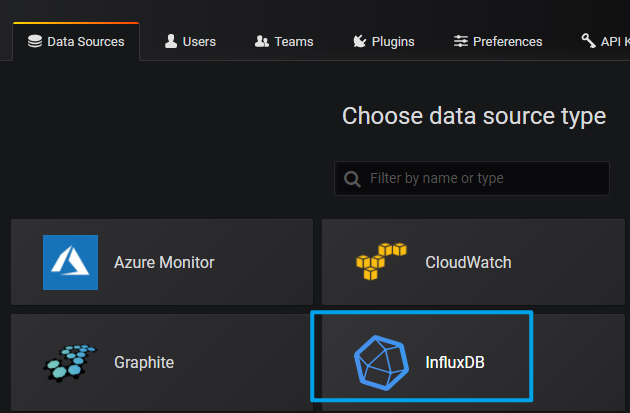 Data Sources Users Teams Plugins Preferences API K
Choose data source type
Filter by name or type
Azure Monitor CloudWatch
Graphite InfluxDB